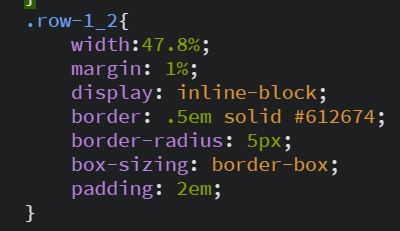 }
.row-1_2{
width:47.8%;
margin: 1%;
display: inline-block;
border: .5em solid #612674;
border-radius: 5px;
box-sizing: border-box;
padding: 2em;
}